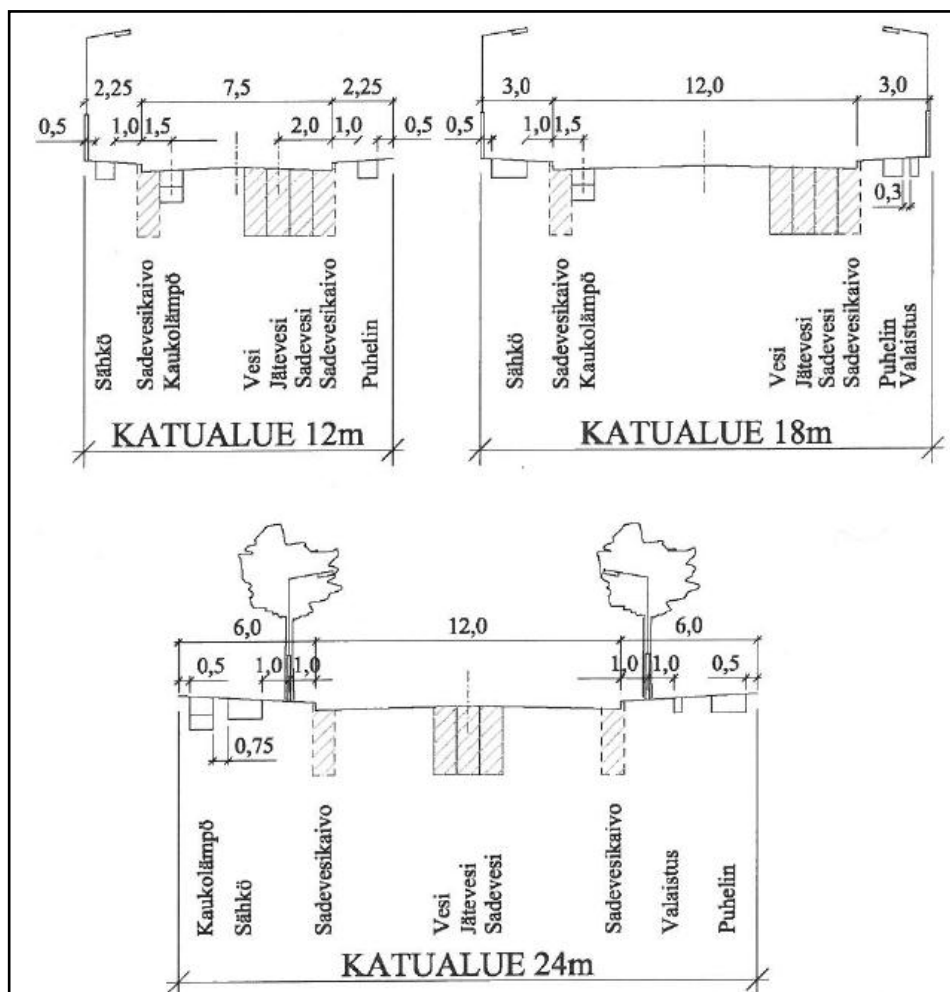 2,25
7,5
2,25
0,5
1,0
1,5
2,0
1,0
0,5
Sähkö
Sadevesikaivo
Kaukolämpö
Vesi
Jätevesi
Sadevesi
Sadevesikaivo
Puhelin
KATUALUE 12m
3,0
12,0
3,0
0,5
1,0
1,5
0,3
Sähkö
Sadevesikaivo
Kaukolämpö
Vesi
Jätevesi
Sadevesi
Sadevesikaivo
Puhelin
Valaistus
KATUALUE 18m
6,0
12,0
6,0
0,5
1,0
1,0
1,0
1,0
0,5
0,75
Kaukolämpö
Sähkö
Sadevesikaivo
Vesi
Jätevesi
Sadevesi
Sadevesikaivo
Valaistus
Puhelin
KATUALUE 24m